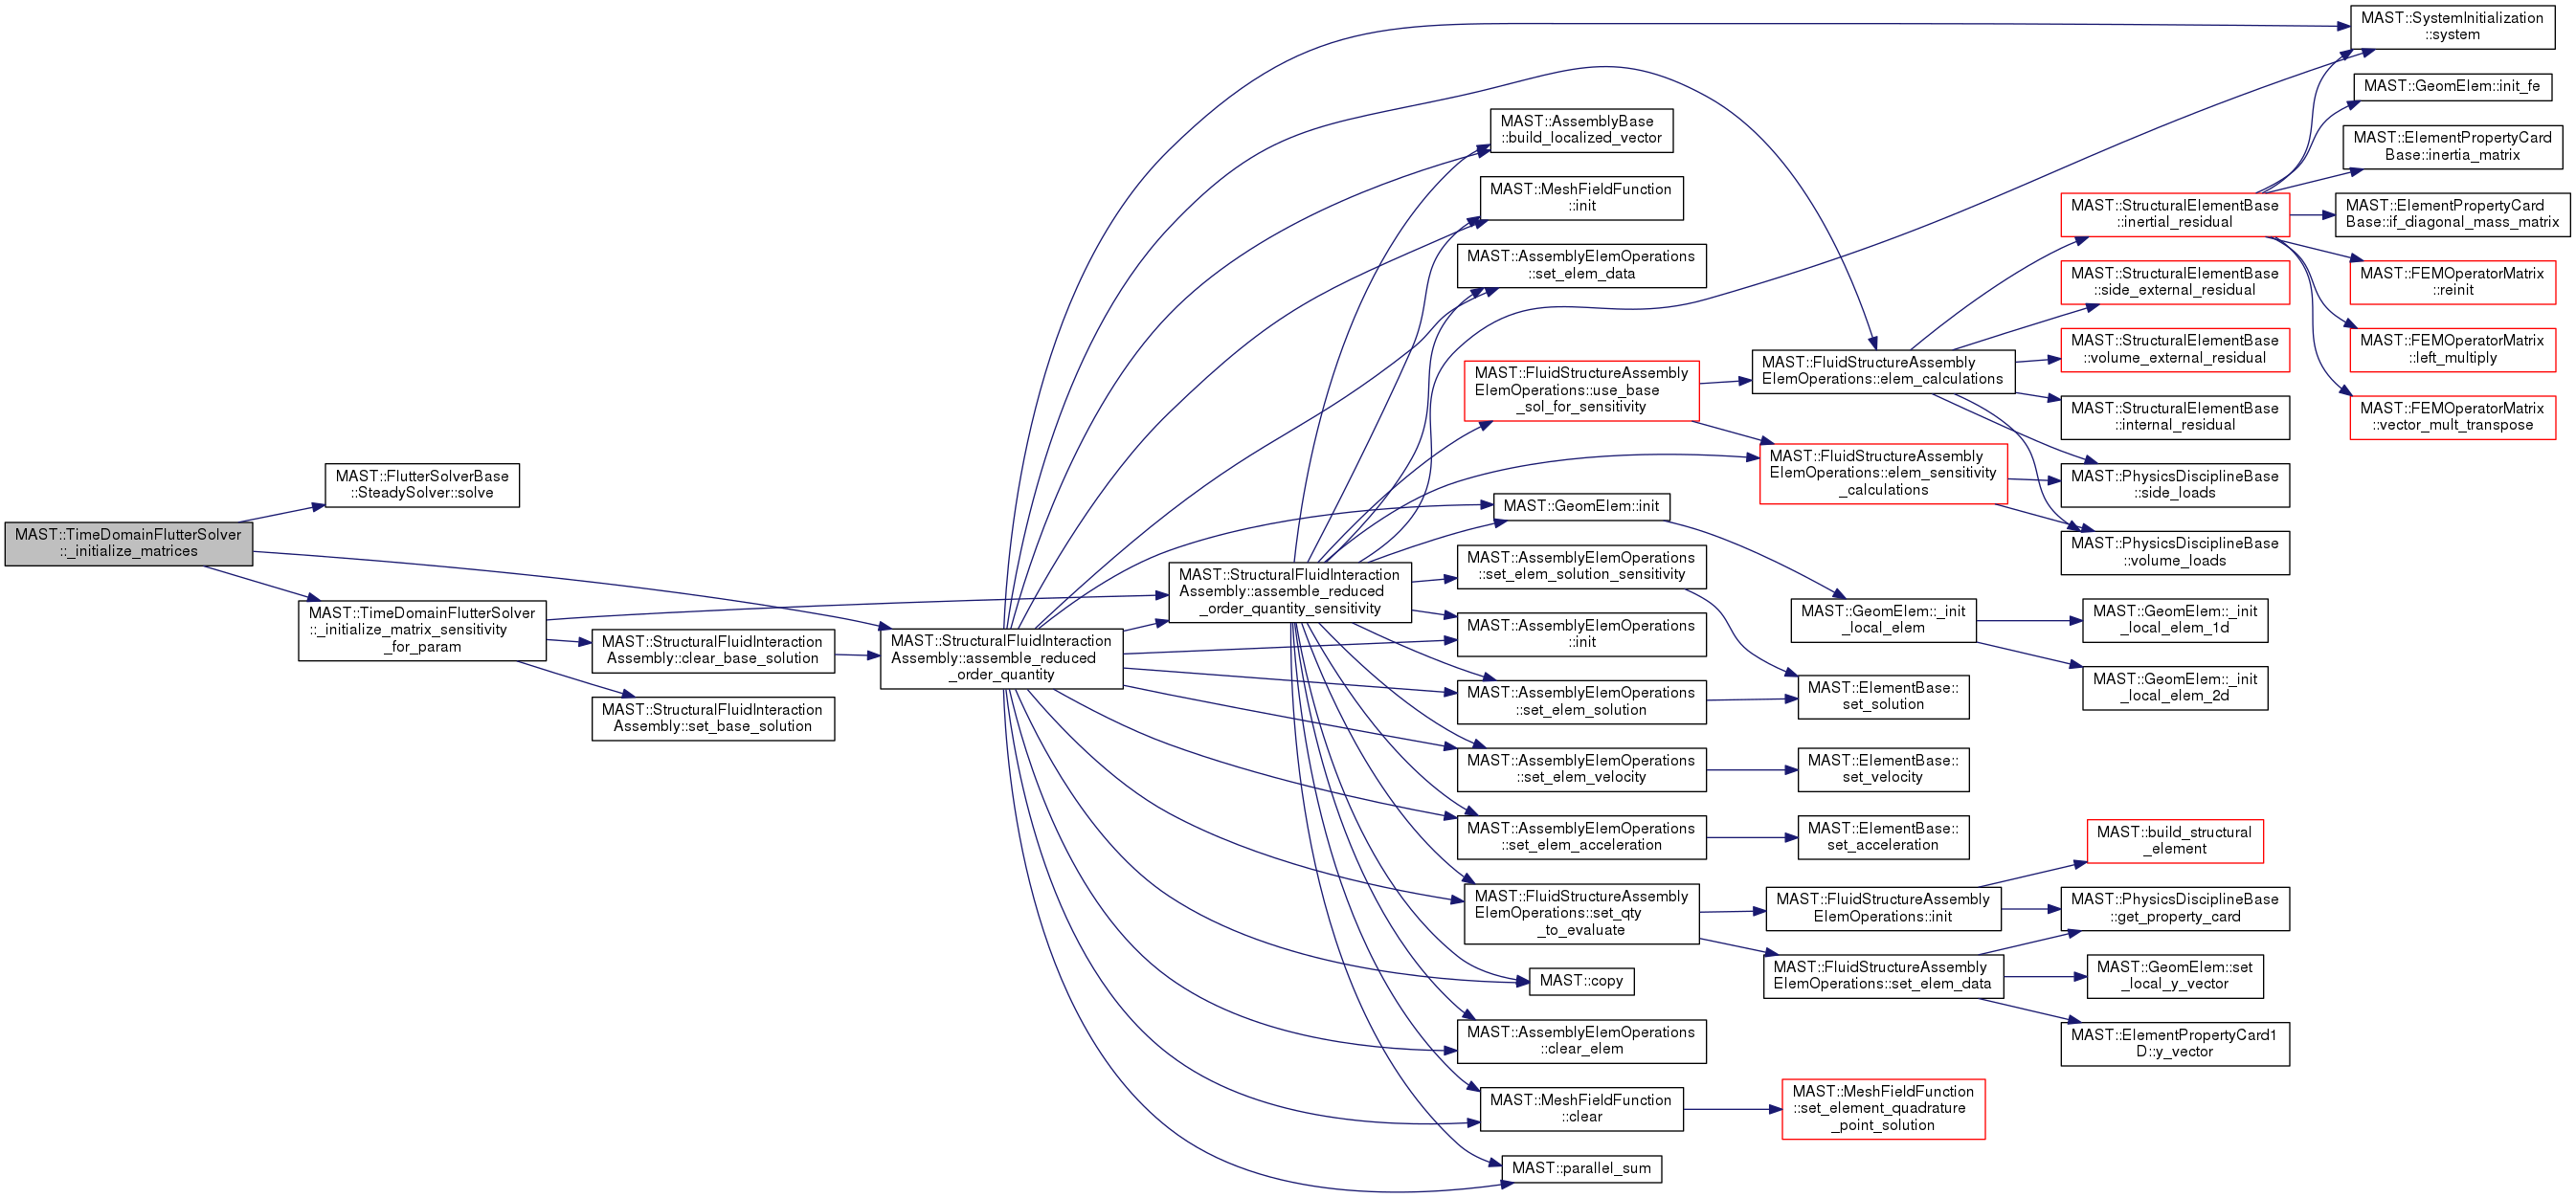 MAST::TimeDomainFlutterSolver
::_initialize_matrices
MAST::FlutterSolverBase
::SteadySolver::solve
MAST::TimeDomainFlutterSolver
::_initialize_matrix_sensitivity
_for_param
MAST::StructuralFluidInteraction
Assembly::clear_base_solution
MAST::StructuralFluidInteraction
Assembly::set_base_solution
MAST::StructuralFluidInteraction
Assembly::assemble_reduced
_order_quantity
MAST::StructuralFluidInteraction
Assembly::assemble_reduced
_order_quantity_sensitivity
MAST::AssemblyBase
::build_localized_vector
MAST::MeshFieldFunction
::init
MAST::AssemblyElemOperations
::set_elem_data
MAST::FluidStructureAssembly
ElemOperations::use_base
_sol_for_sensitivity
MAST::GeomElem::init
MAST::AssemblyElemOperations
::set_elem_solution_sensitivity
MAST::AssemblyElemOperations
::init
MAST::AssemblyElemOperations
::set_elem_solution
MAST::AssemblyElemOperations
::set_elem_velocity
MAST::AssemblyElemOperations
::set_elem_acceleration
MAST::FluidStructureAssembly
ElemOperations::set_qty
_to_evaluate
MAST::copy
MAST::AssemblyElemOperations
::clear_elem
MAST::MeshFieldFunction
::clear
MAST::parallel_sum
MAST::FluidStructureAssembly
ElemOperations::elem_calculations
MAST::FluidStructureAssembly
ElemOperations::elem_sensitivity
_calculations
MAST::GeomElem::_init
_local_elem
MAST::ElementBase::
set_solution
MAST::ElementBase::
set_velocity
MAST::ElementBase::
set_acceleration
MAST::FluidStructureAssembly
ElemOperations::init
MAST::FluidStructureAssembly
ElemOperations::set_elem_data
MAST::MeshFieldFunction
::set_element_quadrature
_point_solution
MAST::StructuralElementBase
::inertial_residual
MAST::StructuralElementBase
::side_external_residual
MAST::StructuralElementBase
::volume_external_residual
MAST::StructuralElementBase
::internal_residual
MAST::PhysicsDisciplineBase
::side_loads
MAST::PhysicsDisciplineBase
::volume_loads
MAST::GeomElem::_init
_local_elem_1d
MAST::GeomElem::_init
_local_elem_2d
MAST::build_structural
_element
MAST::PhysicsDisciplineBase
::get_property_card
MAST::GeomElem::set
_local_y_vector
MAST::ElementPropertyCard1
D::y_vector
MAST::SystemInitialization
::system
MAST::GeomElem::init_fe
MAST::ElementPropertyCard
Base::inertia_matrix
MAST::ElementPropertyCard
Base::if_diagonal_mass_matrix
MAST::FEMOperatorMatrix
::reinit
MAST::FEMOperatorMatrix
::left_multiply
MAST::FEMOperatorMatrix
::vector_mult_transpose